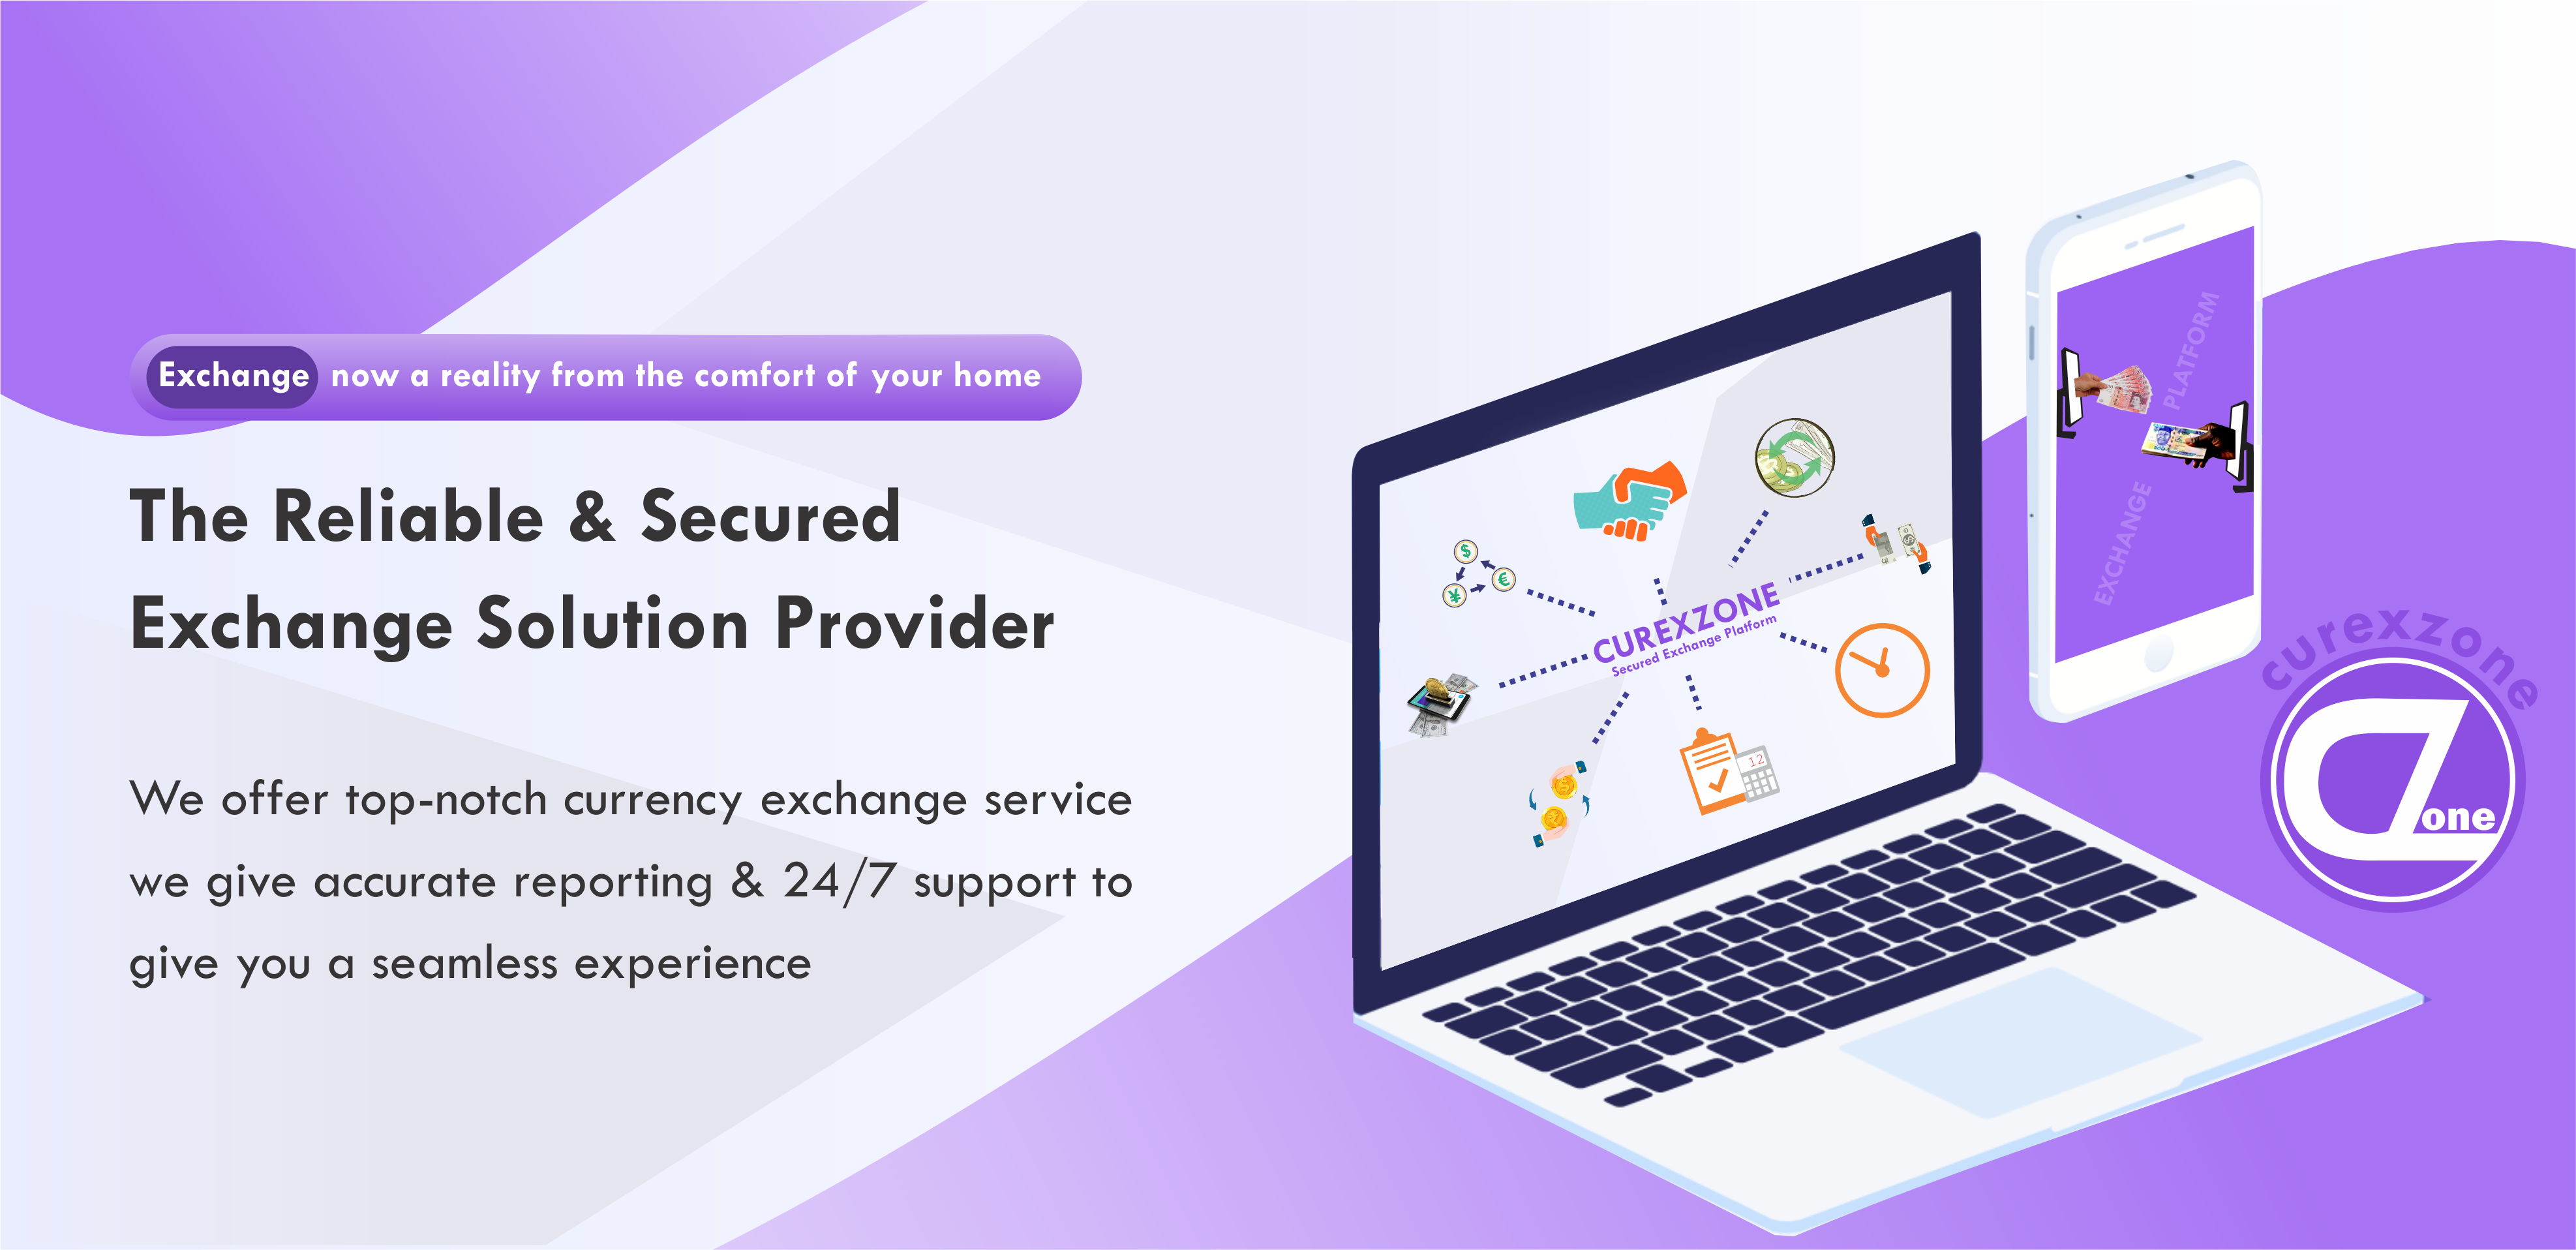 Exchange now a reality from the comfort of your home
The Reliable & Secured
Exchange Solution Provider
We offer top-notch currency exchange service
we give accurate reporting & 24/7 support to
give you a seamless experience
CUREXZONE
Secured Exchange Platform
12
EXCHANGE PLATFORM
curexzone
one